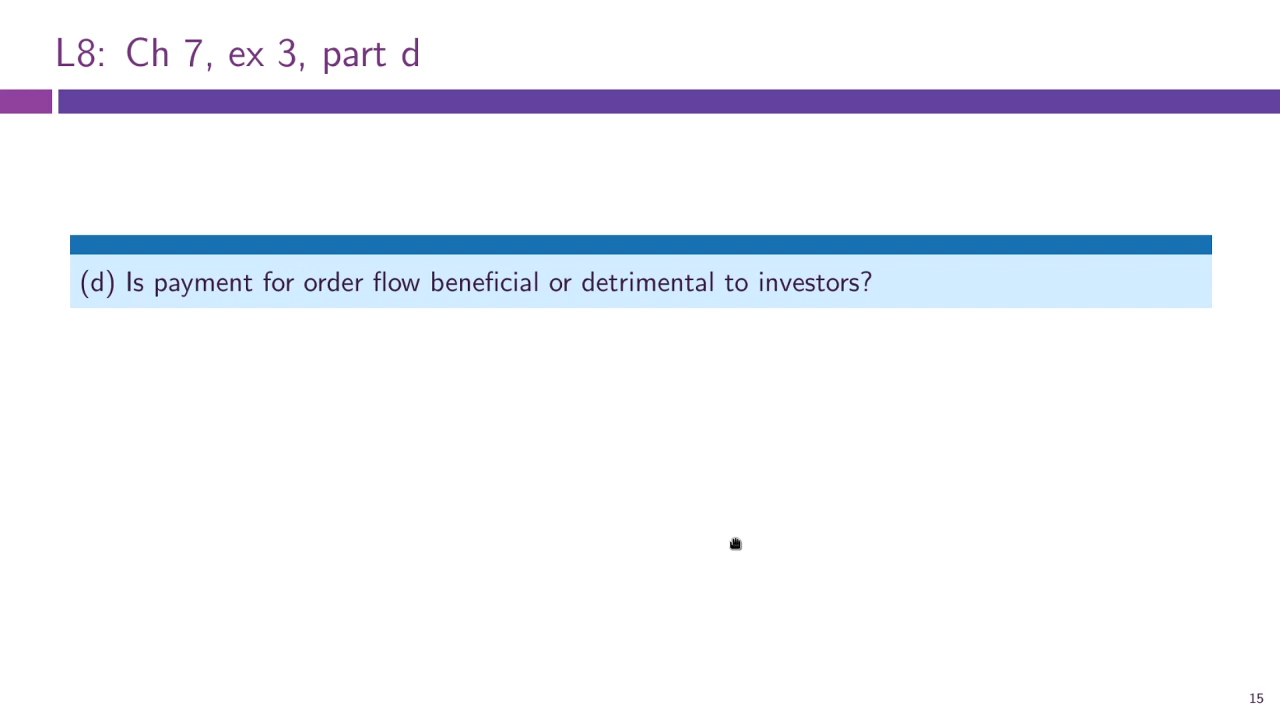 L8: Ch 7, ex 3, part d
(d) Is payment for order flow beneficial or detrimental to investors?
15